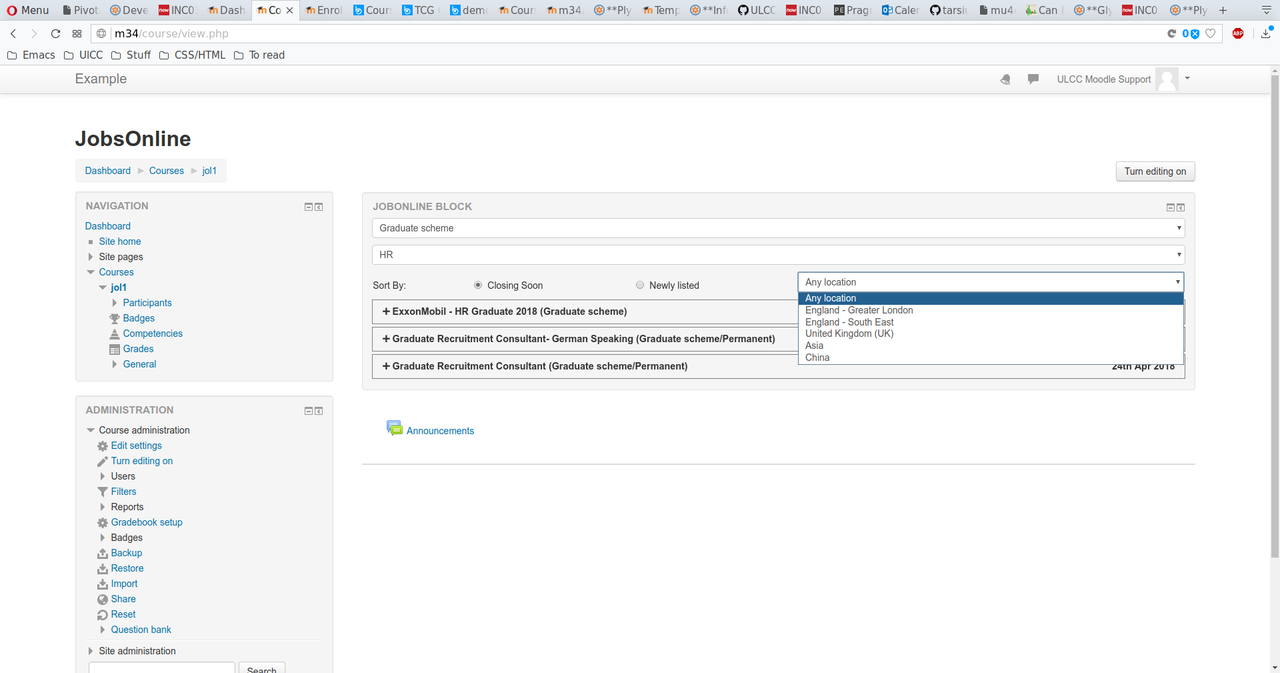 Menu Pivot Deve INC0 Dash Co Enrol Cours TCG demo Cours m34 **Ply Temp **Inf ULCC INC0 Prag Caler tarsi mu4 Can **Gly INC0 **Ply
m34/course/view.php 0
Emacs UlCC Stuff CSS/HTML To read
Example ULCC Moodle Support
JobsOnline
Dashboard Courses jol1
Turn editing on
NAVIGATION
Dashboard
Site home
Site pages
Courses
jol1
Participants
Badges
Competencies
Grades
General
ADMINISTRATION
Course administration
Edit settings
Turn editing on
Users
Filters
Reports
Gradebook setup
Badges
Backup
Restore
Import
Share
Reset
Question bank
Site administration
Search
JOBONLINE BLOCK
Graduate scheme
HR
Sort By: Closing Soon Newly listed Any location
Any location
England - Greater London
England - South East
United Kingdom (UK)
Asia
China
ExxonMobil - HR Graduate 2018 (Graduate scheme)
Graduate Recruitment Consultant- German Speaking (Graduate scheme/Permanent)
Graduate Recruitment Consultant (Graduate scheme/Permanent) 24th Apr 2018
Announcements